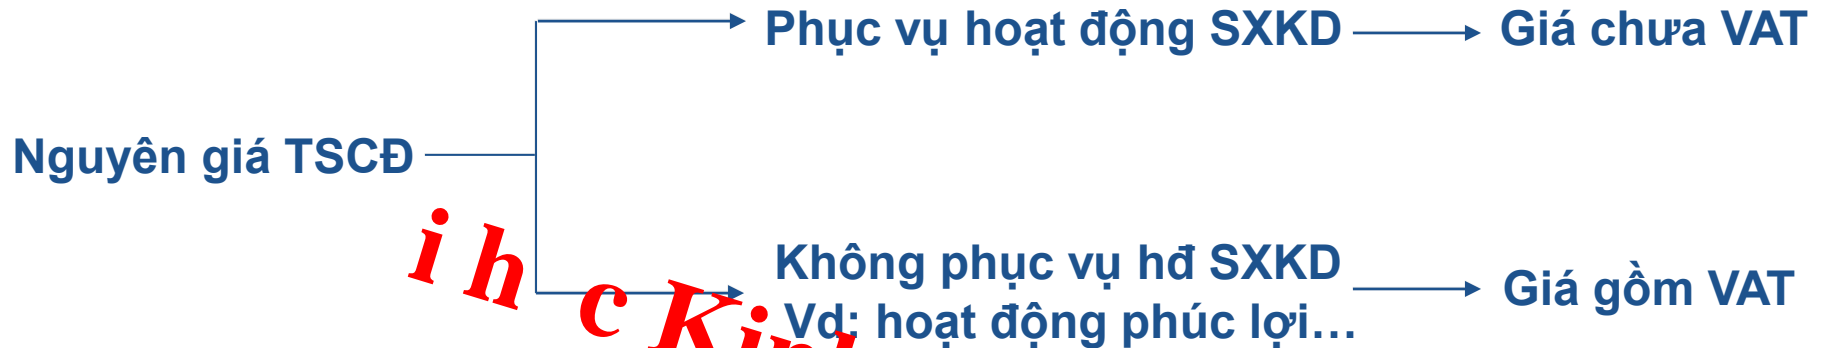 Phục vụ hoạt động SXKD
Giá chưa VAT
Nguyên giá TSCĐ
Không phục vụ hđ SXKD
Vd: hoạt động phúc lợi...
Giá gồm VAT
i h c